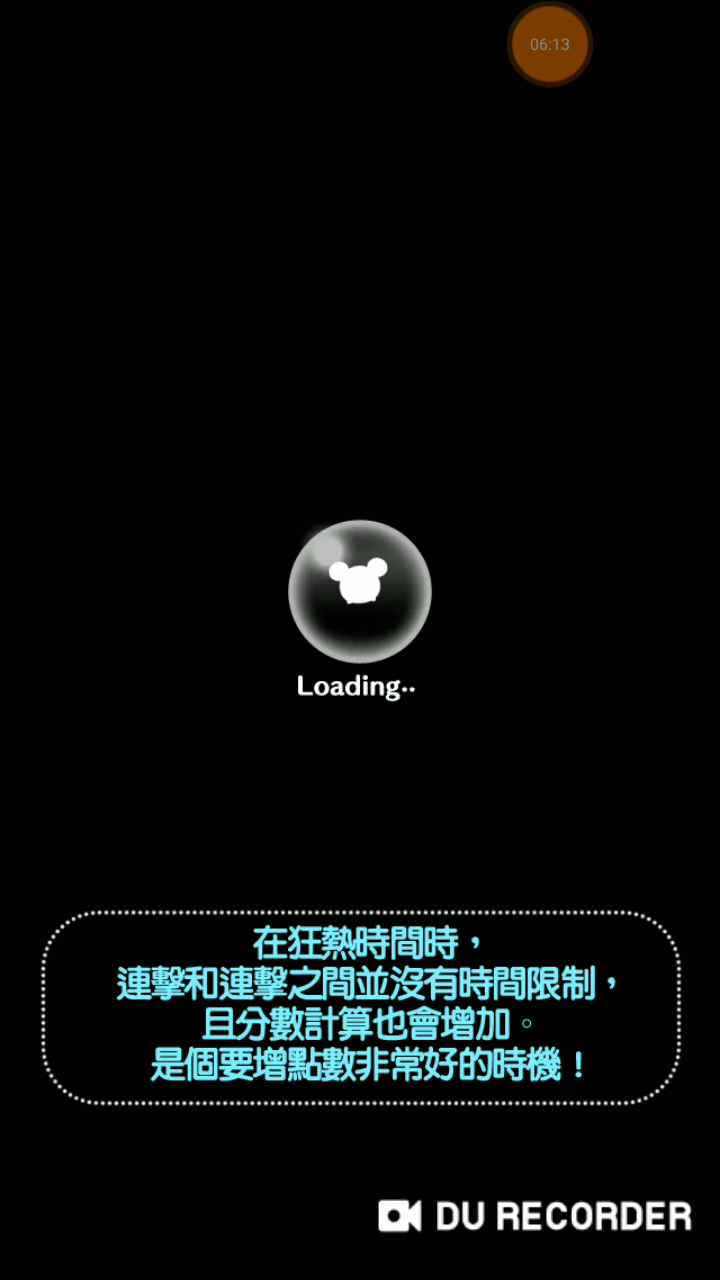 06:13
Loading..
在狂熱時間時，
連擊和連擊之間並沒有時間限制，
且分數計算也會增加。
是個要增點數非常好的時機！
DU RECORDER